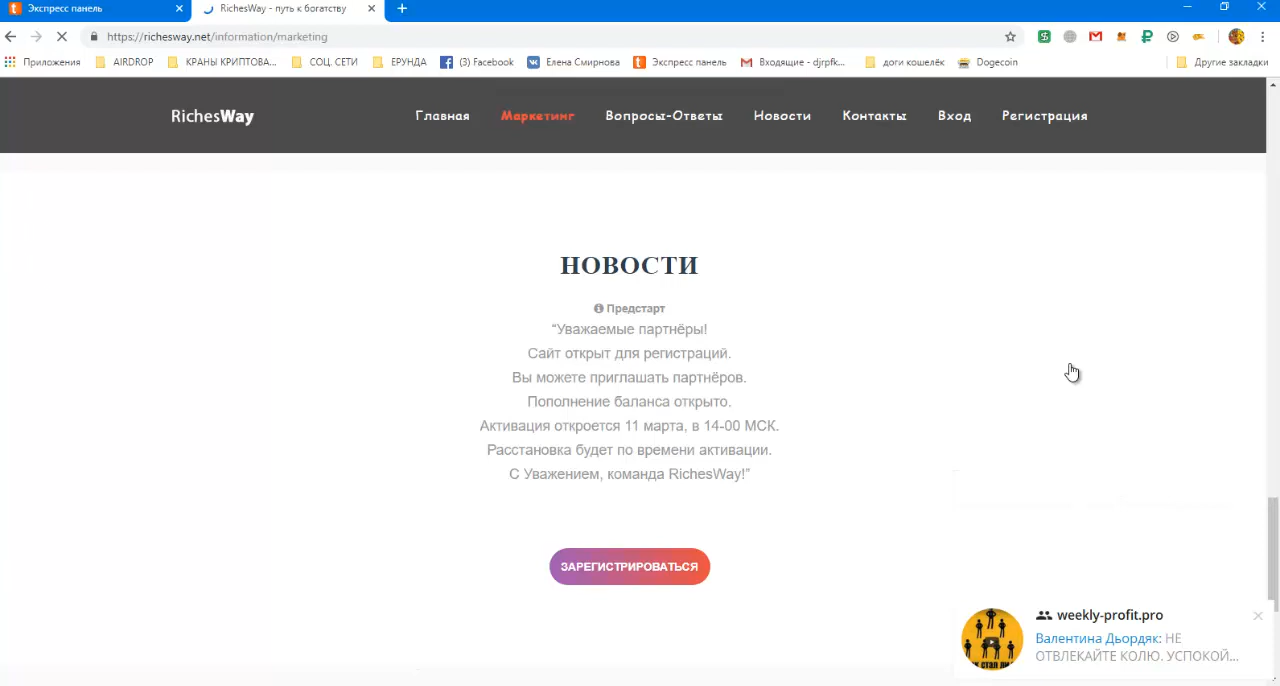 Экспресс панель
RichesWay - путь к богатству
https://richesway.net/information/marketing
Приложения AIRDROP КРАНЫ КРИПТОВА... СОЦ. СЕТИ ЕРУНДА (3) Facebook Елена Смирнова Экспресс панель Входящие - djrpfk... доги кошелёк Dogecoin Другие закладки
RichesWay Главная Маркетинг Вопросы-Ответы Новости Контакты Вход Регистрация
НОВОСТИ
Предстарт
“Уважаемые партнёры!
Сайт открыт для регистраций.
Вы можете приглашать партнёров.
Пополнение баланса открыто.
Активация откроется 11 марта, в 14-00 МСК.
Расстановка будет по времени активации.
С Уважением, команда RichesWay!”
ЗАРЕГИСТРИРОВАТЬСЯ
weekly-profit.pro
Валентина Дьордяк: НЕ
ОТВЛЕКАЙТЕ КОЛЮ. УСПОКОЙ...